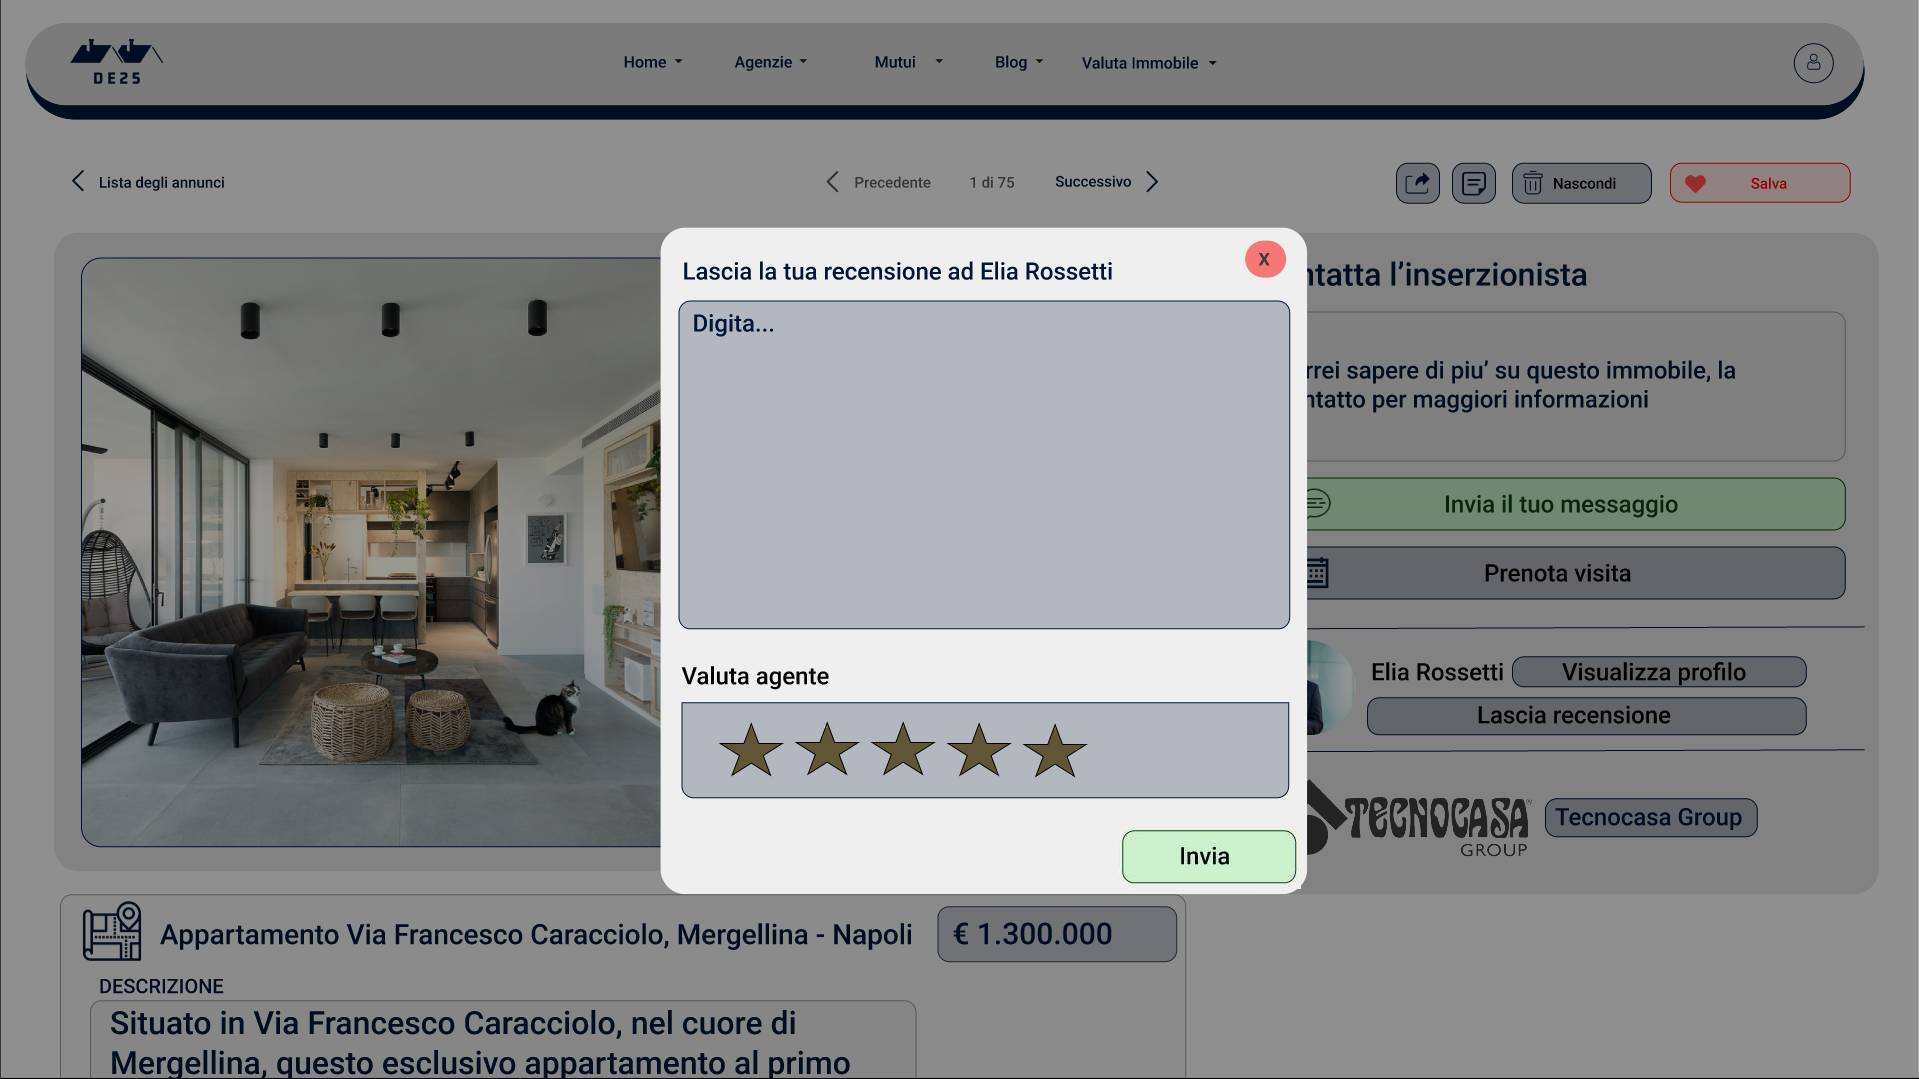 DE25
Home
Agenzie
Mutui
Blog
Valuta Immobile
Lista degli annunci
Precedente
1 di 75
Successivo
Nascondi
Salva
Lascia la tua recensione ad Elia Rossetti
X
Digita...
Valuta agente
Invia
ntatta l’inserzionista
rrei sapere di piu’ su questo immobile, la
ntatto per maggiori informazioni
Invia il tuo messaggio
Prenota visita
Elia Rossetti
Visualizza profilo
Lascia recensione
TECNOCASA
GROUP
Tecnocasa Group
Appartamento Via Francesco Caracciolo, Mergellina - Napoli
€ 1.300.000
DESCRIZIONE
Situato in Via Francesco Caracciolo, nel cuore di
Mergellina, questo esclusivo appartamento al primo